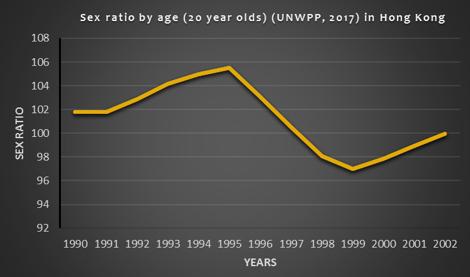 Sex ratio by age (20 year olds) (UNWPP, 2017) in Hong Kong
108
106
104
102
100
98
96
94
92
SEX RATIO
1990 1991 1992 1993 1994 1995 1996 1997 1998 1999 2000 2001 2002
YEARS